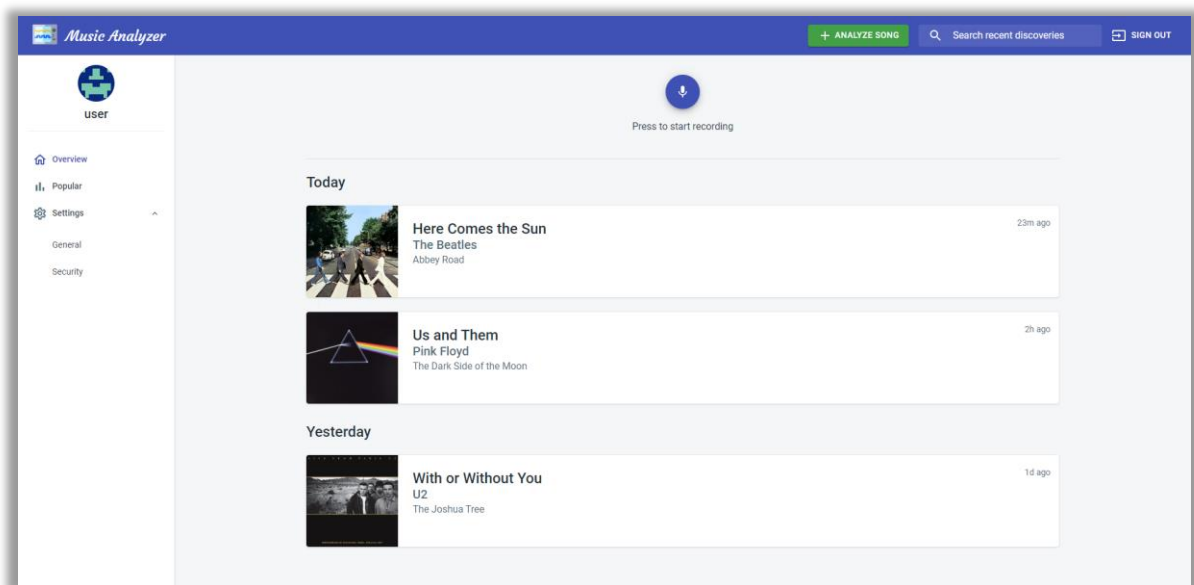 Music Analyzer
+ ANALYZE SONG
Search recent discoveries
SIGN OUT
user
Overview
Popular
Settings
General
Security
Press to start recording
Today
Here Comes the Sun
The Beatles
Abbey Road
23m ago
Us and Them
Pink Floyd
The Dark Side of the Moon
2h ago
Yesterday
With or Without You
U2
The Joshua Tree
1d ago